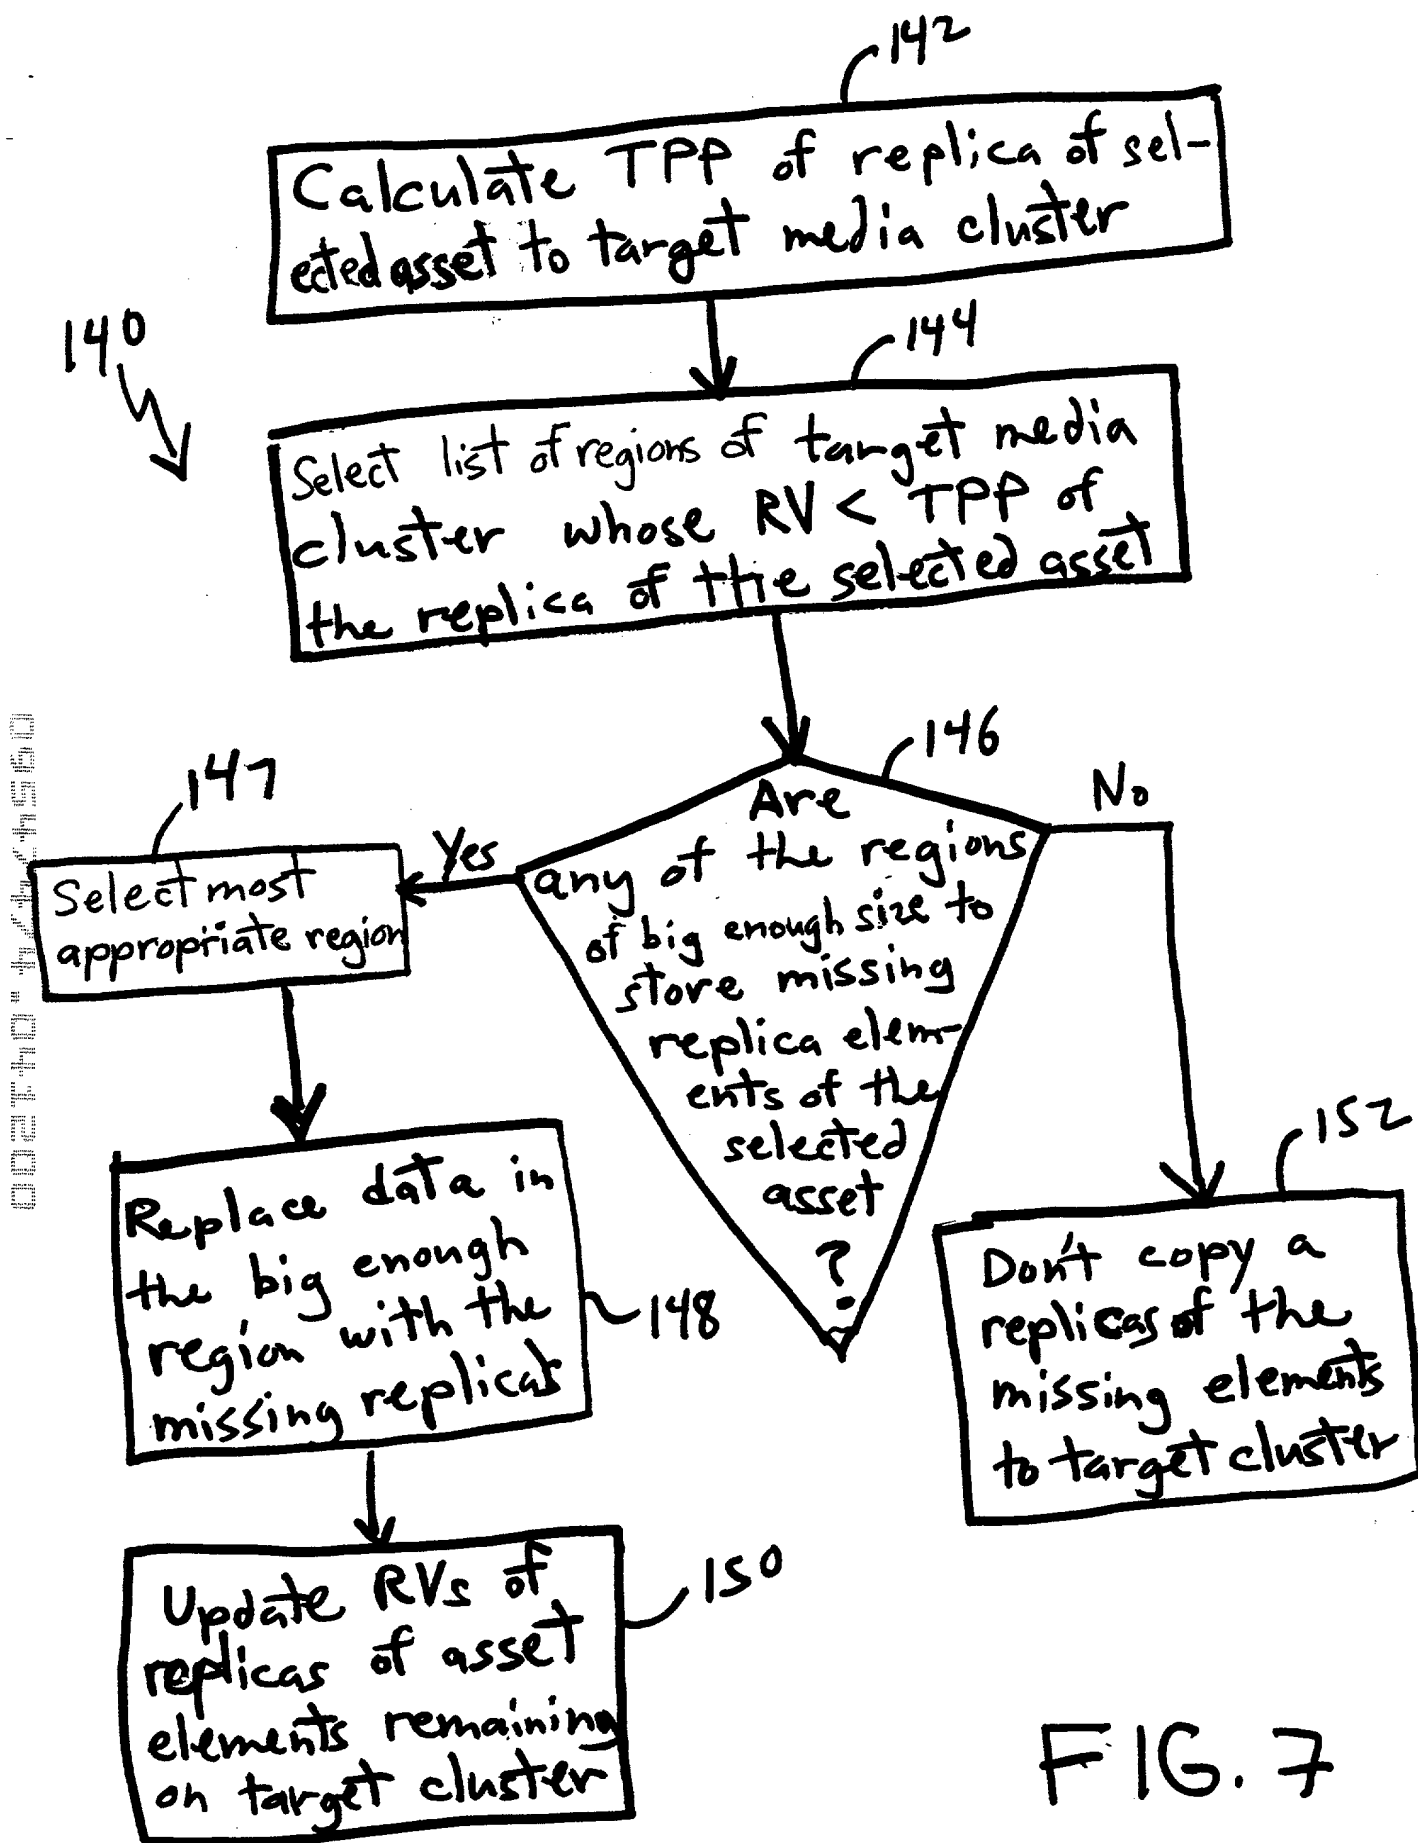 142
Calculate TPP of replica of sel-
ected asset to target media cluster
140
144
Select list of regions of target media
cluster whose RV < TPP of
the replica of the selected asset
146
No
147
Yes
Select most
appropriate region
Are
any of the regions
of big enough size to
store missing
replica elem-
ents of the
selected
asset
?
152
Replace data in
the big enough
region with the
missing replicas
148
Don't copy a
replicas of the
missing elements
to target cluster
150
Update RVs of
replicas of asset
elements remaining
on target cluster
FIG. 7